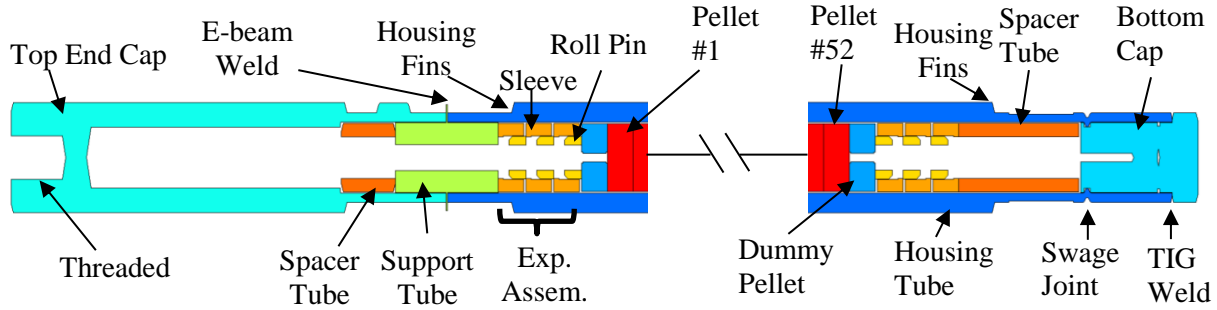 Top End Cap
E-beam
Weld
Housing
Fins
Sleeve
Roll Pin
Pellet
#1
Pellet
#52
Housing
Fins
Spacer
Tube
Bottom
Cap
Threaded
Spacer
Tube
Support
Tube
Exp.
Assem.
Dummy
Pellet
Housing
Tube
Swage
Joint
TIG
Weld